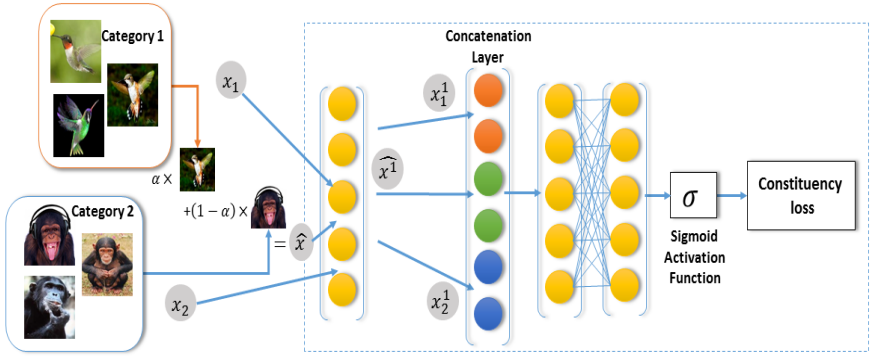 Category 1
x₁
Concatenation
Layer
x₁¹
α ×
+(1 − α) ×
= x̂
x̂¹
Category 2
x₂
x₂¹
σ
Sigmoid
Activation
Function
Constituency
loss